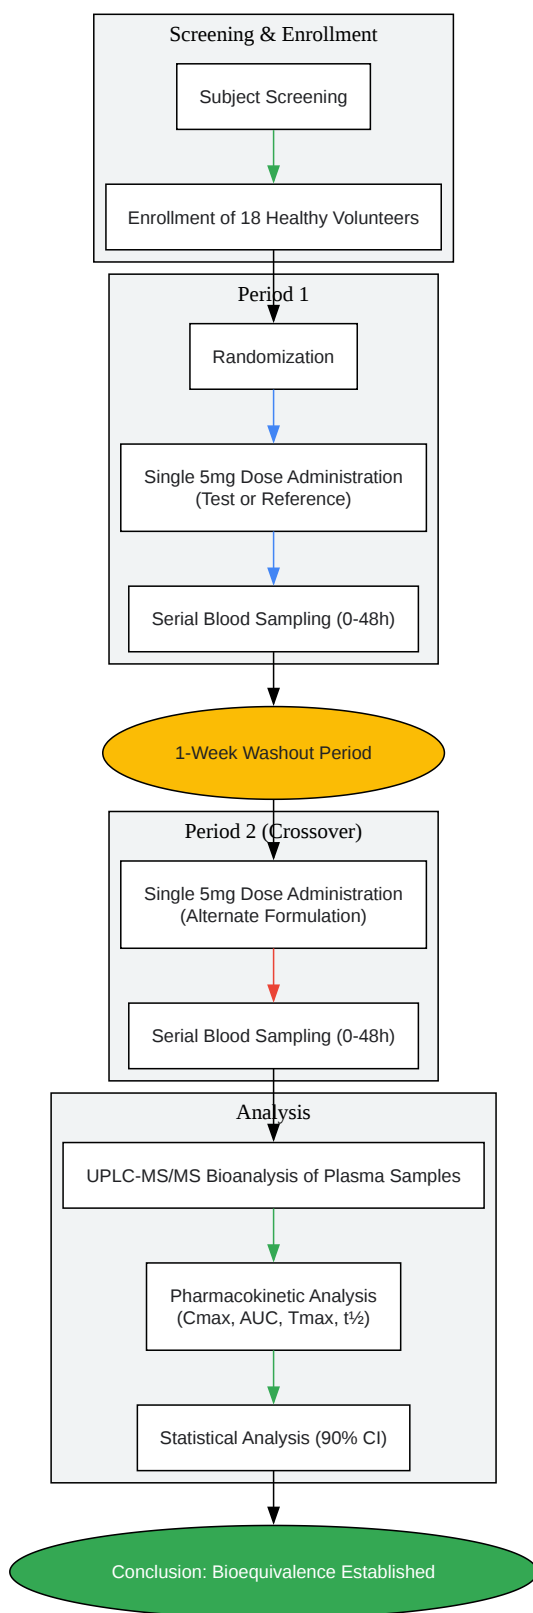 Screening & Enrollment
Subject Screening
Enrollment of 18 Healthy Volunteers
Period 1
Randomization
Single 5mg Dose Administration
(Test or Reference)
Serial Blood Sampling (0-48h)
1-Week Washout Period
Period 2 (Crossover)
Single 5mg Dose Administration
(Alternate Formulation)
Serial Blood Sampling (0-48h)
Analysis
UPLC-MS/MS Bioanalysis of Plasma Samples
Pharmacokinetic Analysis
(Cmax, AUC, Tmax, t½)
Statistical Analysis (90% CI)
Conclusion: Bioequivalence Established